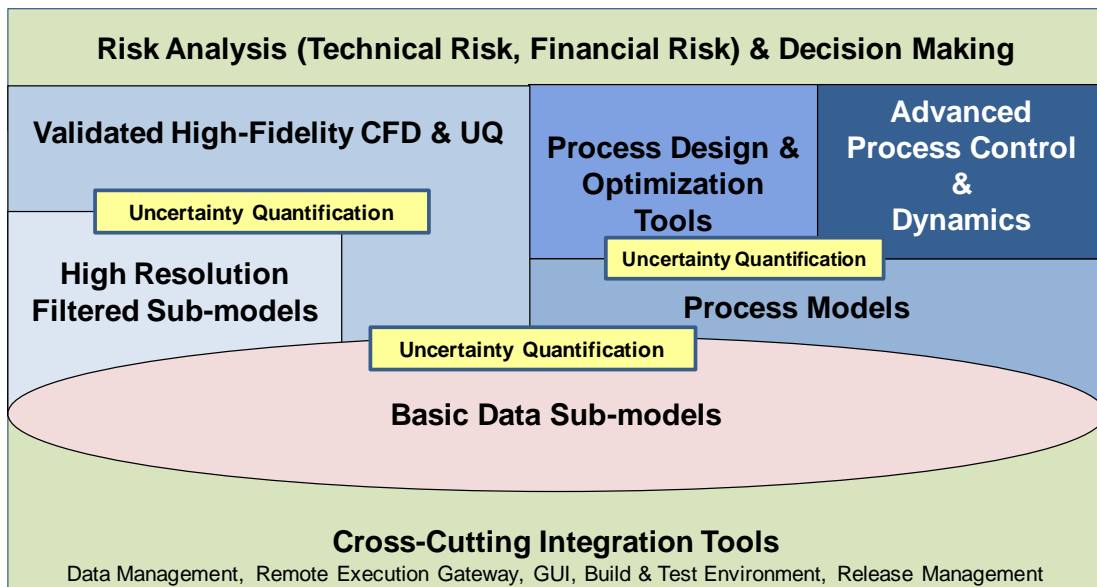 Risk Analysis (Technical Risk, Financial Risk) & Decision Making
Validated High-Fidelity CFD & UQ
Process Design &
Optimization
Tools
Advanced
Process Control
&
Dynamics
Uncertainty Quantification
Uncertainty Quantification
High Resolution
Filtered Sub-models
Process Models
Uncertainty Quantification
Basic Data Sub-models
Cross-Cutting Integration Tools
Data Management, Remote Execution Gateway, GUI, Build & Test Environment, Release Management